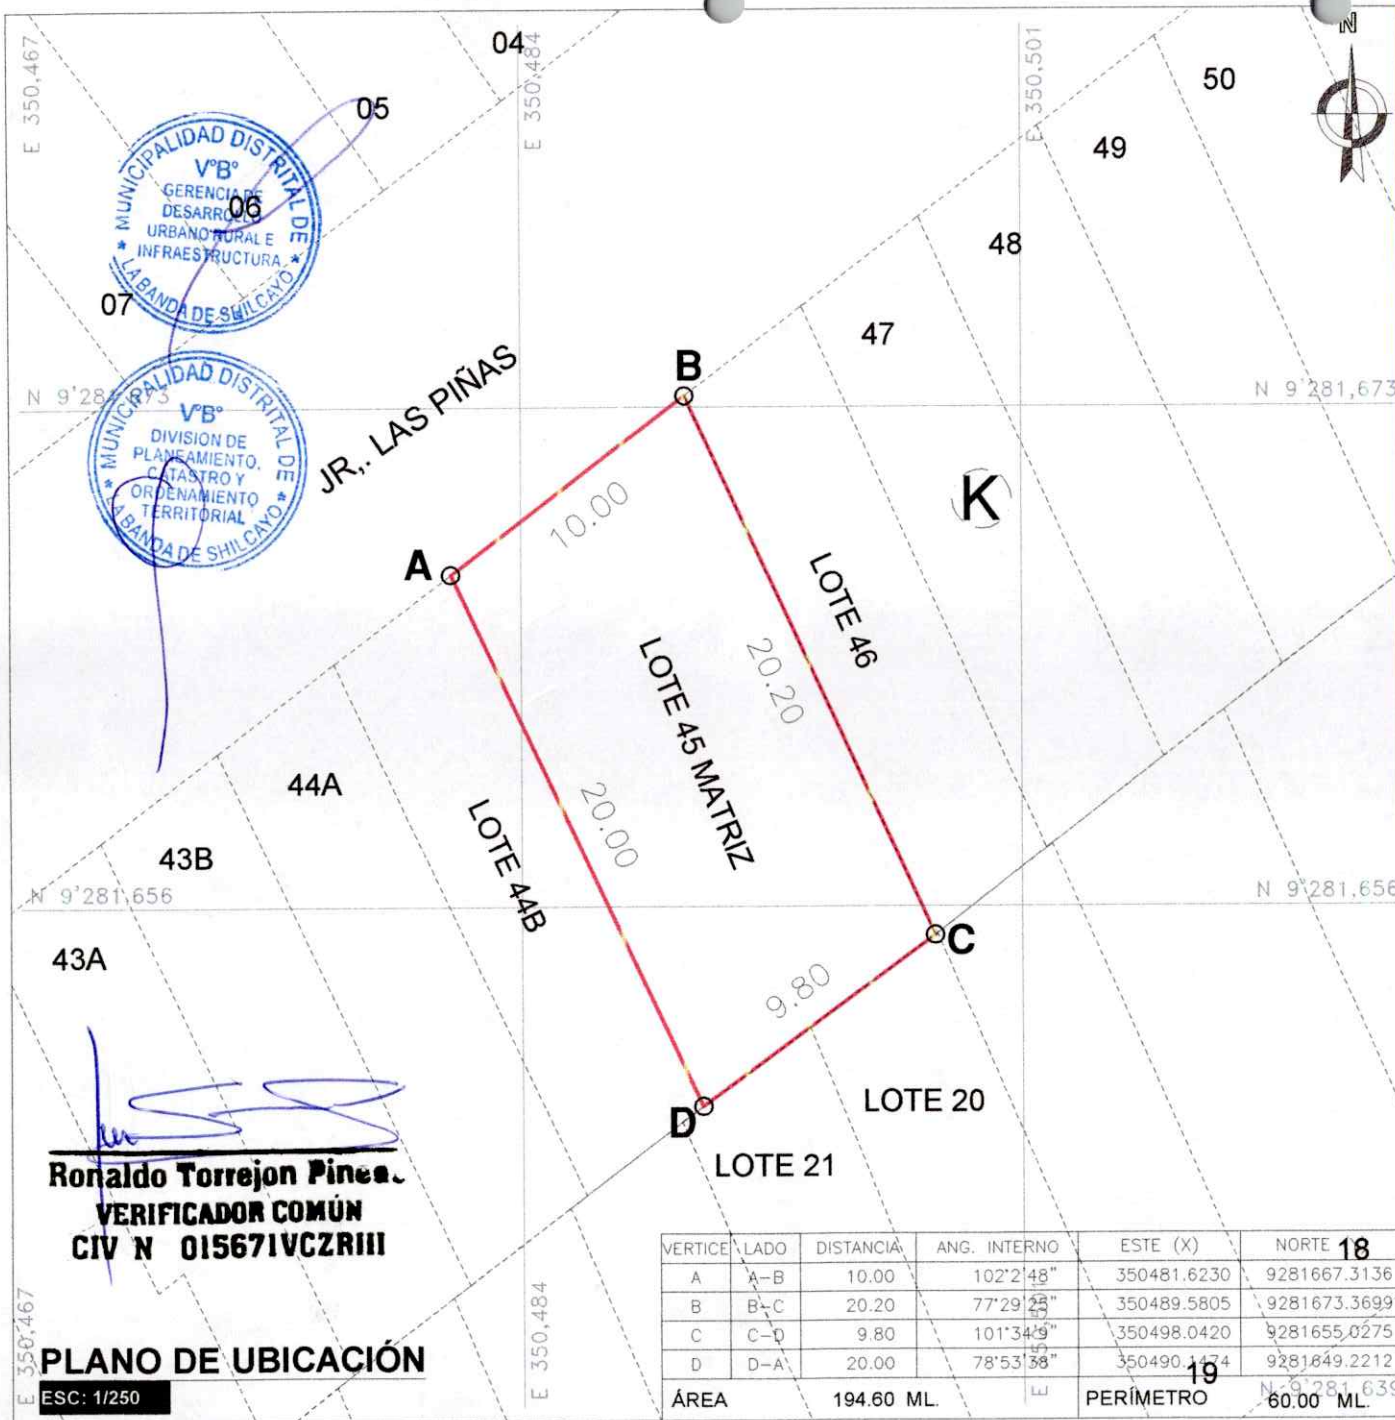 E 350,467
04
E 350,484
E 350,501
N
50
05
49
MUNICIPALIDAD DISTRITAL DE
V°B°
GERENCIA DE
DESARROLLO
URBANO RURAL E
INFRAESTRUCTURA
LA BANDA DE SHILCAYO
06
48
07
47
B
JR,. LAS PIÑAS
N 9'281,673
N 9'281,673
MUNICIPALIDAD DISTRITAL DE
V°B°
DIVISION DE
PLANEAMIENTO,
CATASTRO Y
ORDENAMIENTO
TERRITORIAL
LA BANDA DE SHILCAYO
10.00
K
A
LOTE 46
20.20
LOTE 45 MATRIZ
44A
20.00
LOTE 44B
43B
N 9'281,656
N 9'281,656
43A
C
9.80
D
LOTE 20
LOTE 21
Ronaldo Torrejon
VERIFICADOR COMÚN
CIV N 015671VCZRIII
VERTICE LADO DISTANCIA ANG. INTERNO ESTE (X) NORTE 18
A A-B 10.00 102°2'48" 350481.6230 9281667.3136
B B-C 20.20 77°29'25" 350489.5805 9281673.3699
C C-D 9.80 101°34'9" 350498.0420 9281655.0275
D D-A 20.00 78°53'38" 350490.1474 9281649.2212
19
ÁREA 194.60 ML. PERÍMETRO 60.00 ML.
N 9'281,639
E 350,467
E 350,484
PLANO DE UBICACIÓN
ESC: 1/250